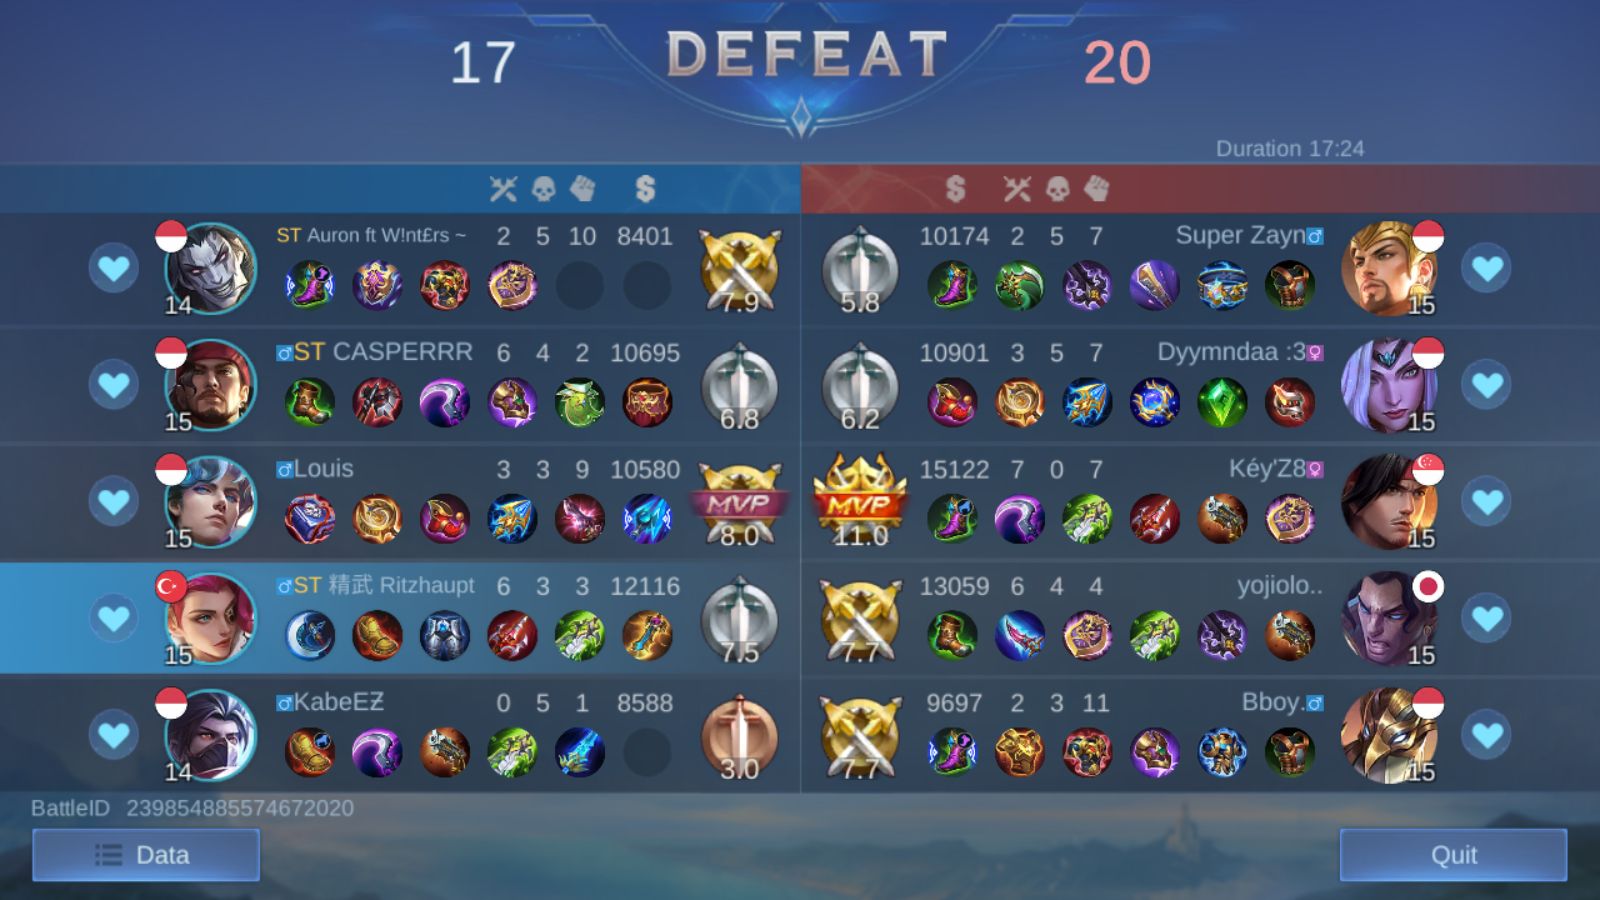 17 DEFEAT 20
Duration 17:24
ST Auron ft W!nt£rs ~ 2 5 10 8401
14 7.9
5.8 10174 2 5 7 Super Zayn
15
ST CASPERRR 6 4 2 10695
15 6.8
6.2 10901 3 5 7 Dyymndaa :3
15
Louis 3 3 9 10580
MVP
15 8.0
15122 7 0 7 Kéy'Z8
MVP
11.0 15
ST 精武 Ritzhaupt 6 3 3 12116
15 7.5
13059 6 4 4 yojiolo..
7.7 15
KabeEƵ 0 5 1 8588
14 3.0
9697 2 3 11 Bboy.
7.7 15
BattleID 239854885574672020
Data
Quit